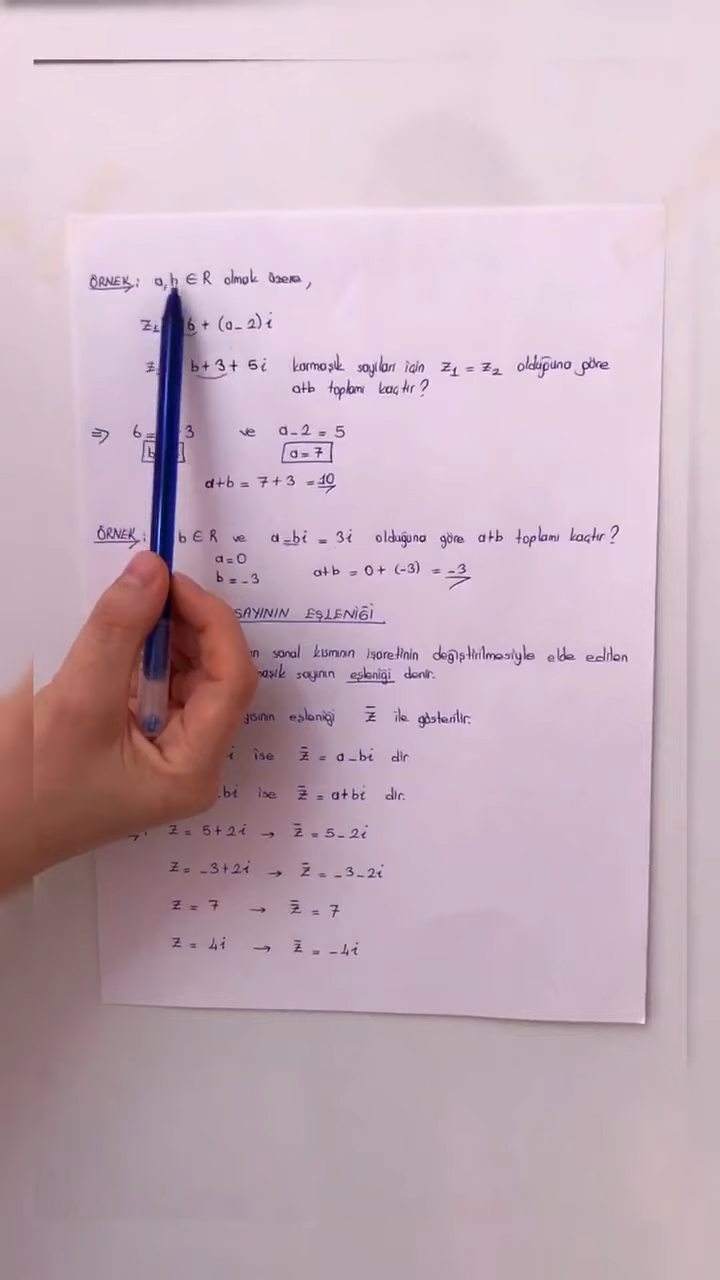 ÖRNEK: a,b ∈ R olmak üzere,
6 + (a-2)i
b+3+5i karmaşık sayıları için z₁ = z₂ olduğuna göre
a+b toplamı kaçtır?
⇒ 6 = 3 ve a-2 = 5
b a=7
a+b = 7+3 = 10
ÖRNEK: b ∈ R ve a-bi = 3i olduğuna göre a+b toplamı kaçtır?
a=0
b=-3 a+b = 0+(-3) = -3
SAYININ EŞLENİĞİ
sanal kısmının işaretinin değiştirilmesiyle elde edilen
sayının eşleniği denir.
eşleniği z̄ ile gösterilir.
i ise z̄ = a-bi dir
bi ise z̄ = a+bi dir.
z = 5+2i → z̄ = 5-2i
z = -3+2i → z̄ = -3-2i
z = 7 → z̄ = 7
z = 4i → z̄ = -4i